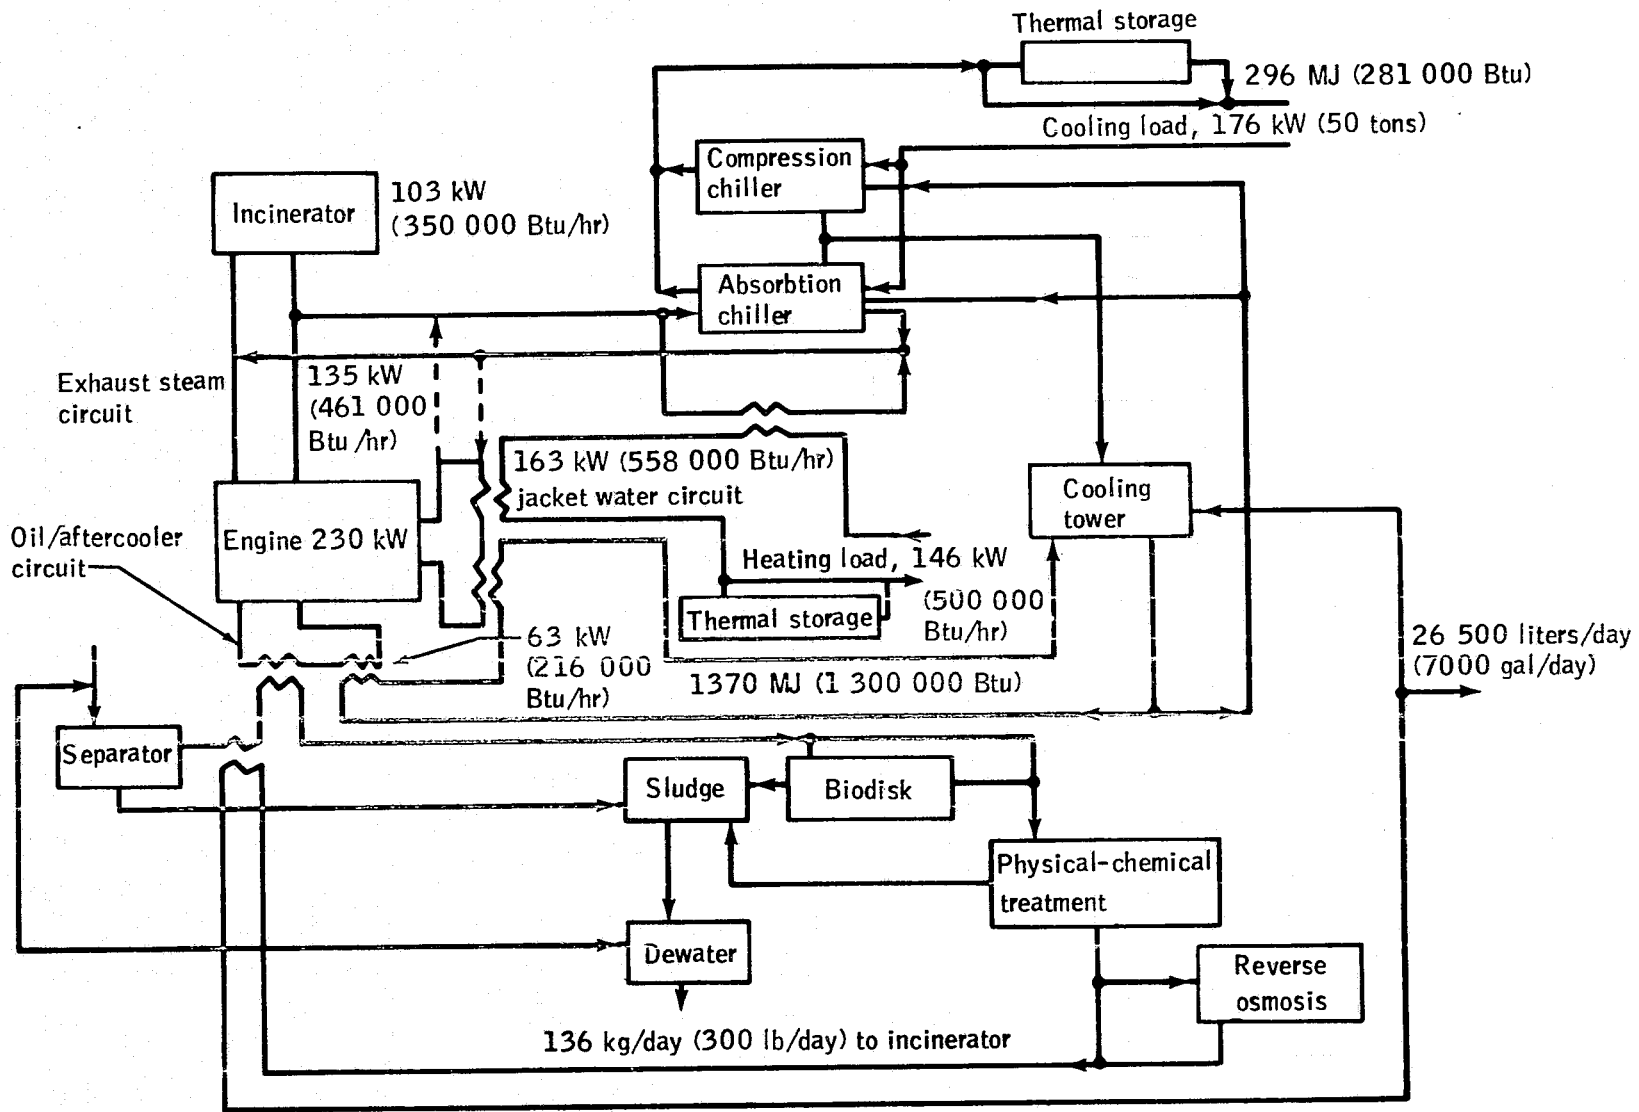 Thermal storage
296 MJ (281 000 Btu)
Cooling load, 176 kW (50 tons)
Compression
chiller
Incinerator
103 kW
(350 000 Btu/hr)
Absorbtion
chiller
Exhaust steam
circuit
135 kW
(461 000
Btu/hr)
163 kW (558 000 Btu/hr)
jacket water circuit
Cooling
tower
Engine 230 kW
Oil/aftercooler
circuit
Heating load, 146 kW
(500 000
Btu/hr)
Thermal storage
63 kW
(216 000
Btu/hr)
1370 MJ (1 300 000 Btu)
26 500 liters/day
(7000 gal/day)
Separator
Sludge
Biodisk
Physical-chemical
treatment
Dewater
Reverse
osmosis
136 kg/day (300 lb/day) to incinerator